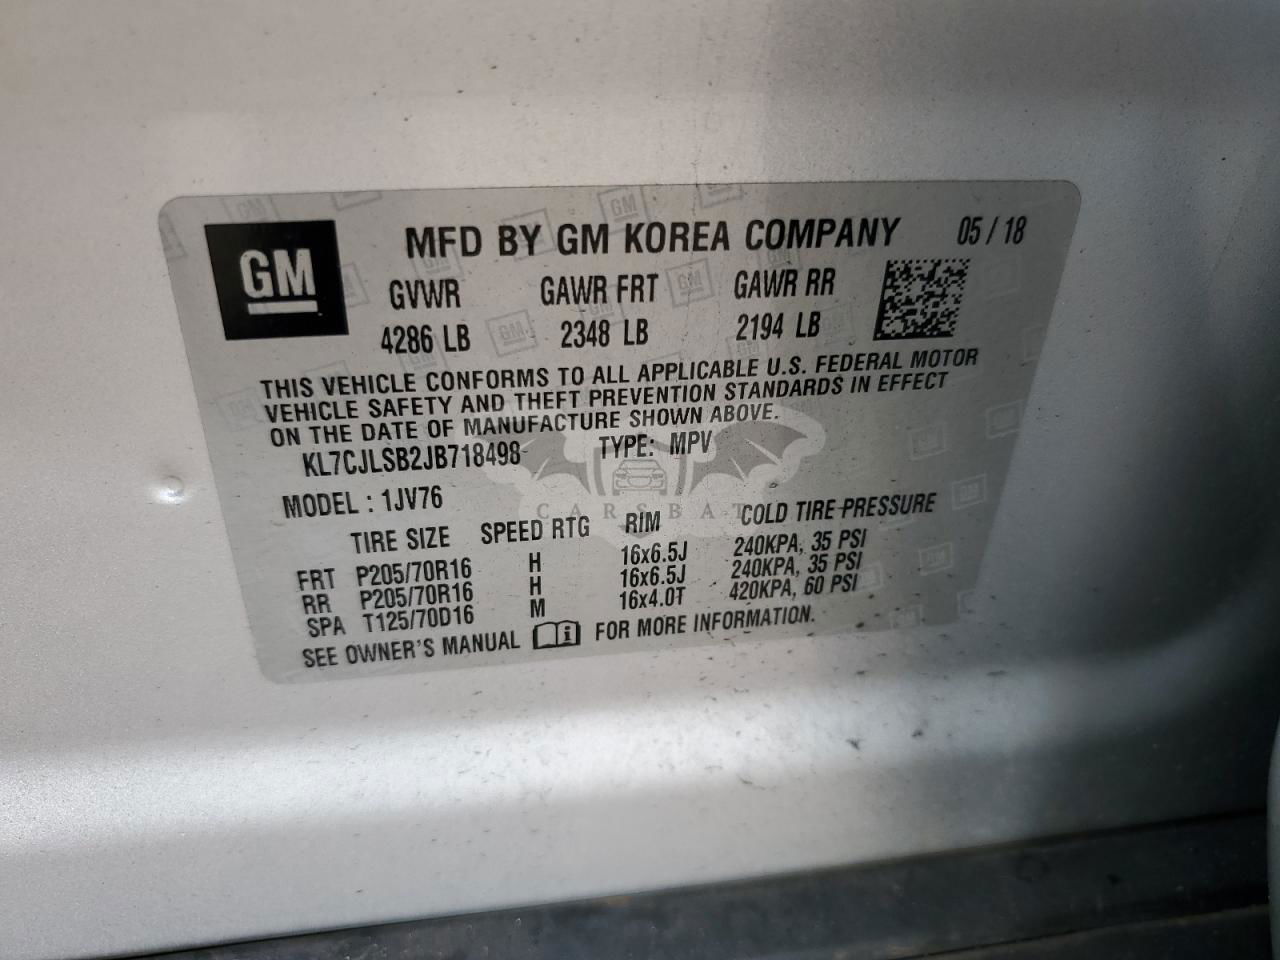 GM
MFD BY GM KOREA COMPANY 05 / 18
GVWR GAWR FRT GAWR RR
4286 LB 2348 LB 2194 LB
THIS VEHICLE CONFORMS TO ALL APPLICABLE U.S. FEDERAL MOTOR
VEHICLE SAFETY AND THEFT PREVENTION STANDARDS IN EFFECT
ON THE DATE OF MANUFACTURE SHOWN ABOVE.
KL7CJLSB2JB718498 TYPE: MPV
MODEL : 1JV76
CARSBAT
TIRE SIZE SPEED RTG RIM COLD TIRE PRESSURE
FRT P205/70R16 H 16x6.5J 240KPA, 35 PSI
RR P205/70R16 H 16x6.5J 240KPA, 35 PSI
SPA T125/70D16 M 16x4.0T 420KPA, 60 PSI
SEE OWNER'S MANUAL FOR MORE INFORMATION.